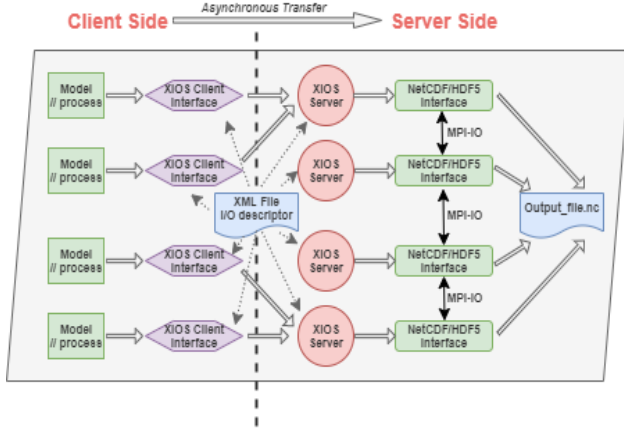 Asynchronous Transfer
Client Side
Server Side
Model
// process
XIOS Client
Interface
XIOS
Server
NetCDF/HDF5
Interface
MPI-IO
Model
// process
XIOS Client
Interface
XIOS
Server
NetCDF/HDF5
Interface
XML File
I/O descriptor
MPI-IO
Output_file.nc
Model
// process
XIOS Client
Interface
XIOS
Server
NetCDF/HDF5
Interface
MPI-IO
Model
// process
XIOS Client
Interface
XIOS
Server
NetCDF/HDF5
Interface